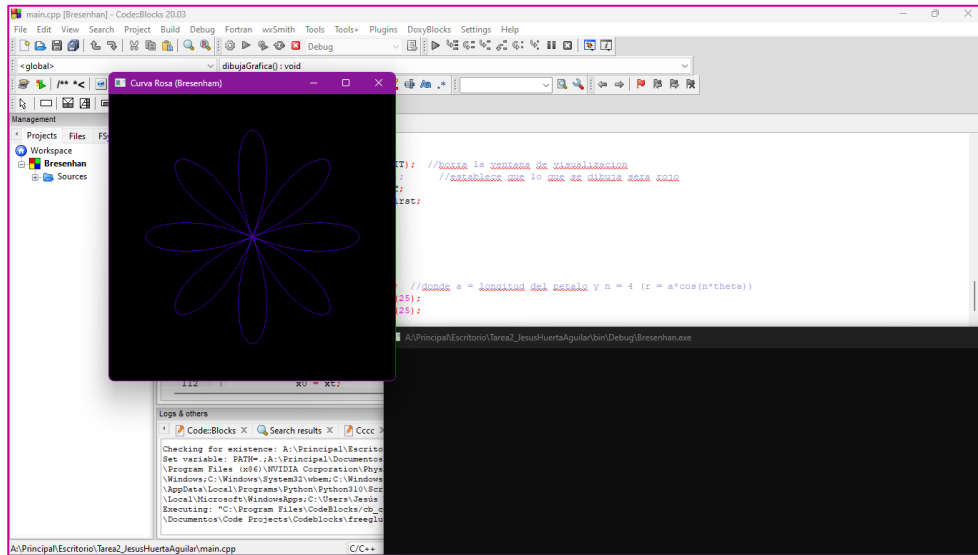 main.cpp [Bresenhan] - Code::Blocks 20.03
File Edit View Search Project Build Debug Fortran wxSmith Tools Tools+ Plugins DoxyBlocks Settings Help
Debug
<global>
dibujaGrafica() : void
/** *<
.*
Curva Rosa (Bresenham)
Management
Projects Files FSy
Workspace
Bresenhan
Sources
IT); //borra la ventana de visualizacion
; //establece que lo que se dibuja sera rojo
irst;
//donde a = longitud del petalo y n = 4 (r = a*cos(n*theta))
(25);
(25);
A:\Principal\Escritorio\Tarea2_JesusHuertaAguilar\bin\Debug\Bresenhan.exe
112 x0 = xt;
Logs & others
Code::Blocks Search results Cccc
Checking for existence: A:\Principal\Escrito
Set variable: PATH=.;A:\Principal\Documentos
\Program Files (x86)\NVIDIA Corporation\Phys
\Windows;C:\Windows\System32\wbem;C:\Windows
\AppData\Local\Programs\Python\Python310\Scr
\Local\Microsoft\WindowsApps;C:\Users\Jesús
Executing: "C:\Program Files\CodeBlocks/cb_c
\Documentos\Code Projects\Codeblocks\freeglu
A:\Principal\Escritorio\Tarea2_JesusHuertaAguilar\main.cpp C/C++